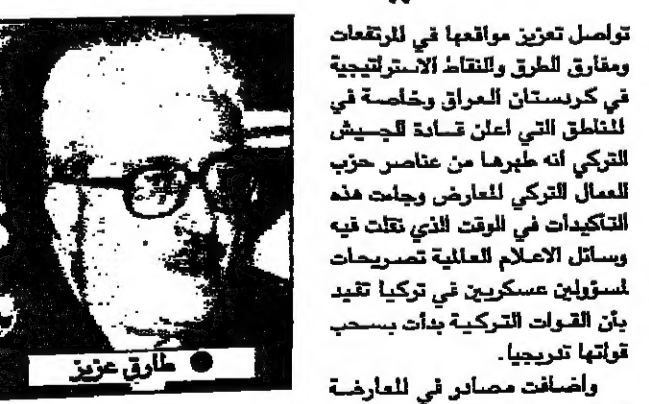 تواصل تعزيز مواقعها في المرتفعات
ومفارق الطرق والنقاط الاستراتيجية
في كردستان العراق وخاصة في
المناطق التي اعلن قادة الجيش
التركي انه طهرها من عناصر حزب
العمال التركي المعارض وجاءت هذه
التأكيدات في الوقت الذي نقلت فيه
وسائل الاعلام العالمية تصريحات
لمسؤولين عسكريين في تركيا تفيد
بأن القوات التركية بدأت بسحب
قواتها تدريجيا.
واضافت مصادر في المعارضة
● طارق عزيز